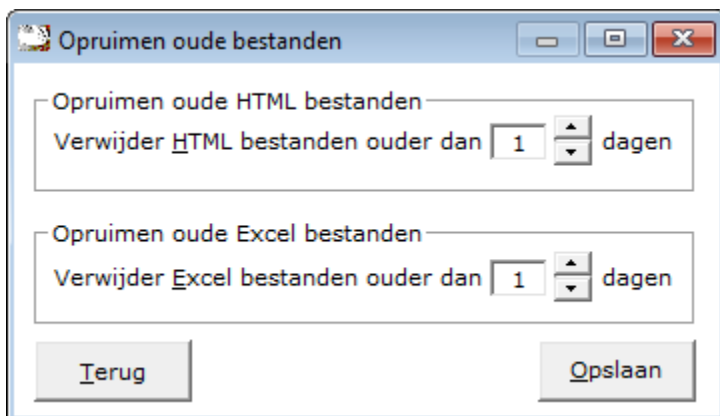 Opruimen oude bestanden
Opruimen oude HTML bestanden
Verwijder HTML bestanden ouder dan 1 dagen
Opruimen oude Excel bestanden
Verwijder Excel bestanden ouder dan 1 dagen
Terug Opslaan